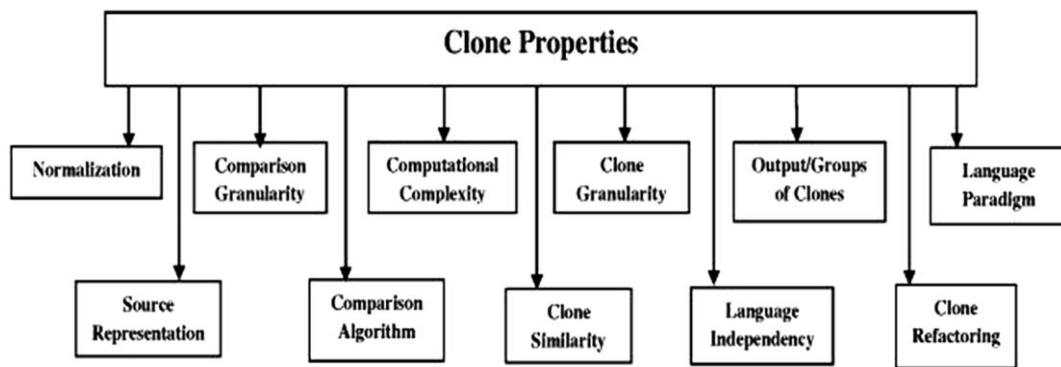 Clone Properties
Normalization
Comparison
Granularity
Computational
Complexity
Clone
Granularity
Output/Groups
of Clones
Language
Paradigm
Source
Representation
Comparison
Algorithm
Clone
Similarity
Language
Independency
Clone
Refactoring